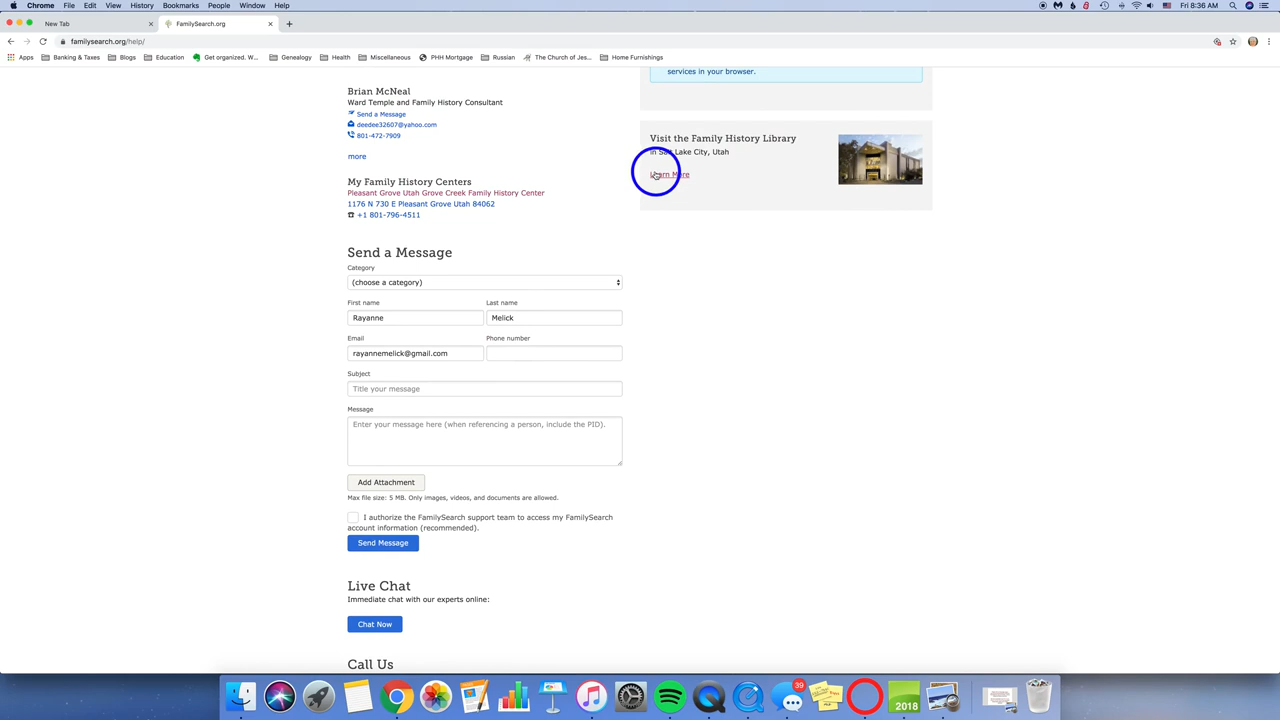 Chrome File Edit View History Bookmarks People Window Help
Fri 8:36 AM
New Tab
FamilySearch.org
familysearch.org/help/
Apps Banking & Taxes Blogs Education Get organized. W... Genealogy Health Miscellaneous PHH Mortgage Russian The Church of Jes... Home Furnishings
services in your browser.
Brian McNeal
Ward Temple and Family History Consultant
Send a Message
deedee32607@yahoo.com
801-472-7909
more
My Family History Centers
Pleasant Grove Utah Grove Creek Family History Center
1176 N 730 E Pleasant Grove Utah 84062
+1 801-796-4511
Visit the Family History Library
in Salt Lake City, Utah
Learn More
Send a Message
Category
(choose a category)
First name Last name
Rayanne Melick
Email Phone number
rayannemelick@gmail.com
Subject
Title your message
Message
Enter your message here (when referencing a person, include the PID).
Add Attachment
Max file size: 5 MB. Only images, videos, and documents are allowed.
I authorize the FamilySearch support team to access my FamilySearch
account information (recommended).
Send Message
Live Chat
Immediate chat with our experts online:
Chat Now
Call Us
39
2018